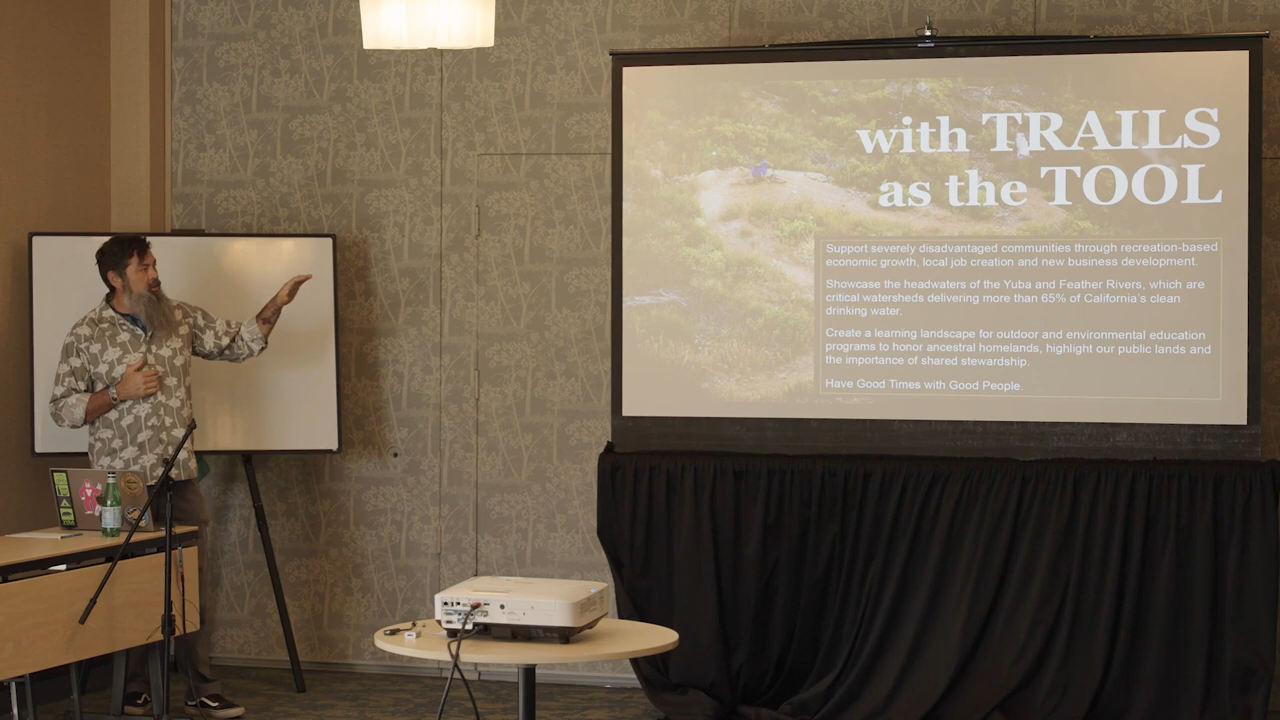 with TRAILS
as the TOOL
Support severely disadvantaged communities through recreation-based
economic growth, local job creation and new business development.
Showcase the headwaters of the Yuba and Feather Rivers, which are
critical watersheds delivering more than 65% of California's clean
drinking water.
Create a learning landscape for outdoor and environmental education
programs to honor ancestral homelands, highlight our public lands and
the importance of shared stewardship.
Have Good Times with Good People.